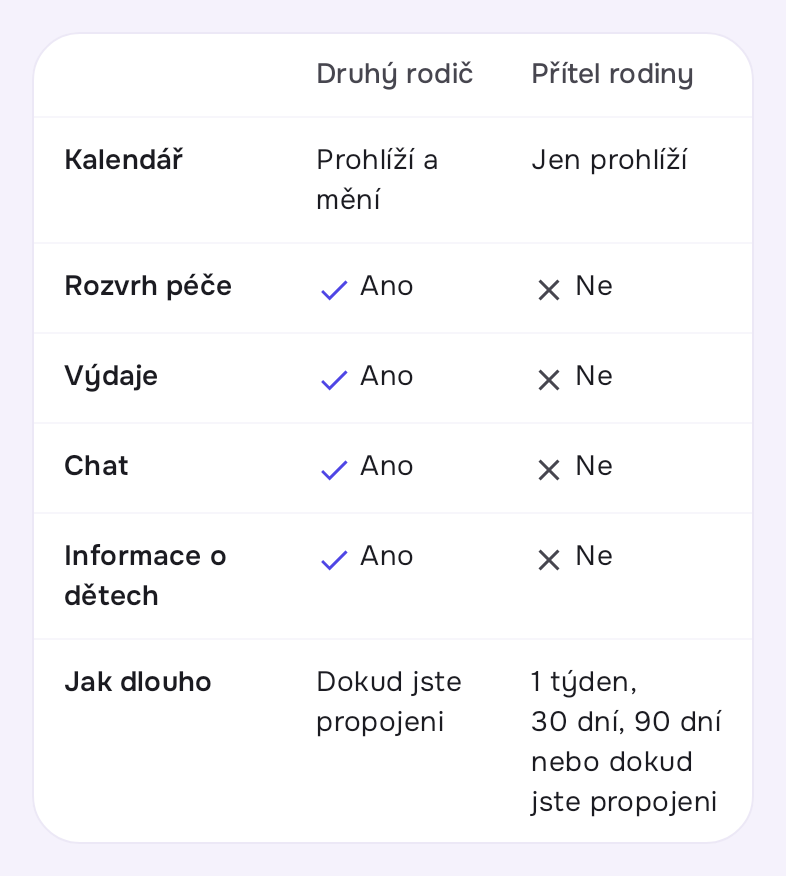 Druhý rodič Přítel rodiny
Kalendář Prohlíží a Jen prohlíží
mění
Rozvrh péče Ano Ne
Výdaje Ano Ne
Chat Ano Ne
Informace o Ano Ne
dětech
Jak dlouho Dokud jste 1 týden,
propojeni 30 dní, 90 dní
nebo dokud
jste propojeni